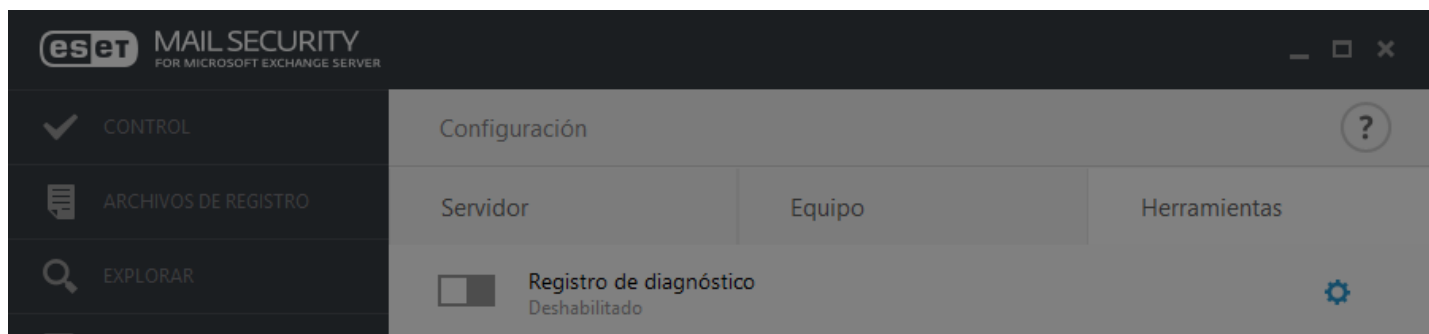 eset MAIL SECURITY
FOR MICROSOFT EXCHANGE SERVER
CONTROL
Configuración
?
ARCHIVOS DE REGISTRO
Servidor
Equipo
Herramientas
EXPLORAR
Registro de diagnóstico
Deshabilitado